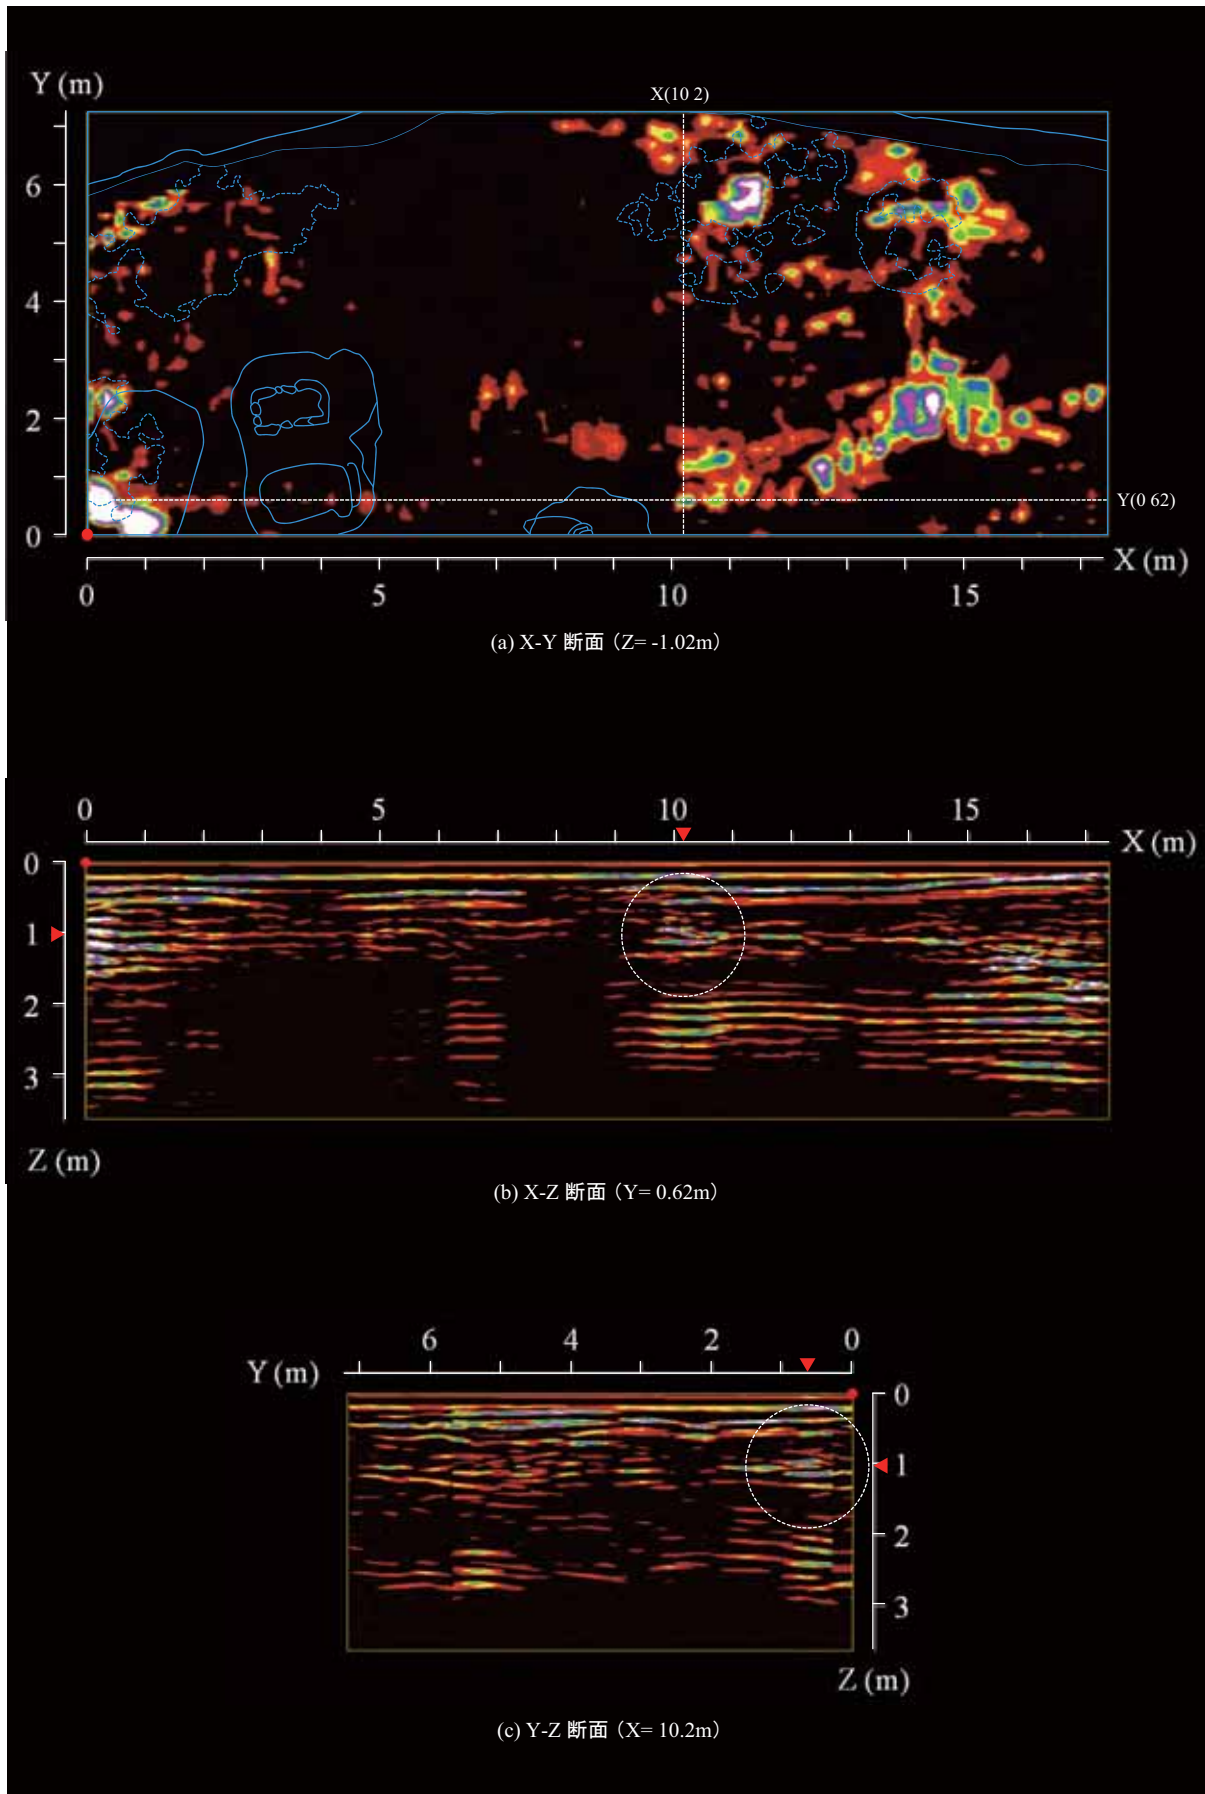 Y (m)
X(10 2)
6
4
2
0
Y(0 62)
X (m)
0 5 10 15
(a) X-Y 断面（Z= -1.02m）
0 5 10 15
X (m)
0
1
2
3
Z (m)
(b) X-Z 断面（Y= 0.62m）
6 4 2 0
Y (m)
0
1
2
3
Z (m)
(c) Y-Z 断面（X= 10.2m）